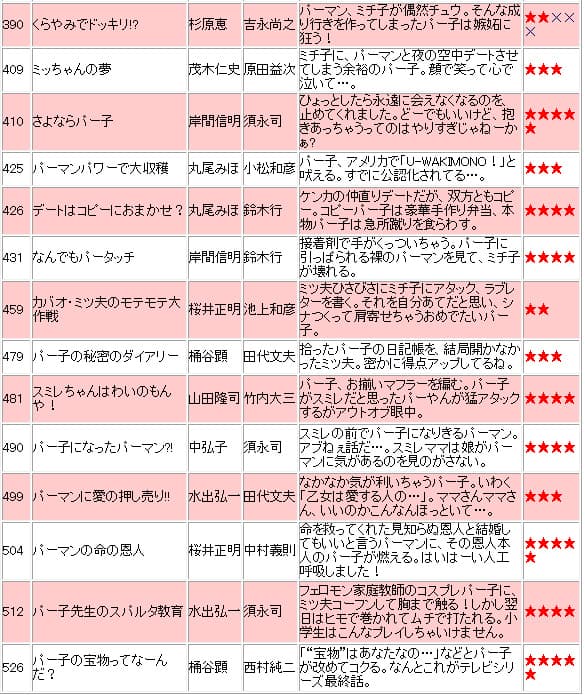 390 くらやみでドッキリ!? 杉原恵 吉永尚之 パーマン、ミチ子が偶然チュウ。そんな成
り行きを作ってしまったパー子は嫉妬に
狂う！ ★★×××
409 ミッちゃんの夢 茂木仁史 原田益次 ミチ子に、パーマンと夜の空中デートさせ
てしまう余裕のパー子。顔で笑って心で
泣いて…。 ★★★
410 さよならパー子 岸間信明 須永司 ひょっとしたら永遠に会えなくなるのを、
止めてくれました。どーでもいいけど、抱
きあっちゃうってのはやりすぎじゃねーか
ぁ？ ★★★★★
425 パーマンパワーで大収穫 丸尾みほ 小松和彦 パー子、アメリカで「U-WAKIMONO！」と
吠える。すでに公認化されてる…。 ★★★
426 デートはコピーにおまかせ？ 丸尾みほ 鈴木行 ケンカの仲直りデートだが、双方ともコピ
ー。コピーパー子は豪華手作り弁当、本
物パー子は急所蹴りを食らわす。 ★★★★
431 なんでもパータッチ 岸間信明 鈴木行 接着剤で手がくっついちゃう。パー子に
引っぱられる裸のパーマンを見て、ミチ子
が壊れる。 ★★★★
459 カバオ・ミツ夫のモテモテ大
作戦 桜井正明 池上和彦 ミツ夫ひさびさにミチ子にアタック、ラブレ
ターを書く。それを自分あてだと思い、シ
ナつくって肩寄せちゃうおめでたいパー
子。 ★★
479 パー子の秘密のダイアリー 桶谷顕 田代文夫 拾ったパー子の日記帳を、結局開かなか
ったミツ夫。密かに得点アップしてるね。 ★★★
481 スミレちゃんはわいのもん
や！ 山田隆司 竹内大三 パー子、お揃いマフラーを編む。パー子
がスミレだと思ったパーやんが猛アタック
するがアウトオブ眼中。 ★★★★
490 パー子になったパーマン?! 中弘子 須永司 スミレの前でパー子になりきるパーマン。
アブねぇ話だ…。スミレママは娘がパー
マンに気があるのを見のがさない。 ★★★★
499 パーマンに愛の押し売り!! 水出弘一 田代文夫 なかなか気が利いちゃうパー子。いわく
「乙女は愛する人の…」。ママさんママさ
ん、いいのかこんなんほっといて…。 ★★★
504 パーマンの命の恩人 桜井正明 中村義則 命を救ってくれた見知らぬ恩人と結婚し
てもいいと言うパーマンに、その恩人本
人のパー子が燃える。はいはーい人工
呼吸しました！ ★★★★★
512 パー子先生のスパルタ教育 水出弘一 須永司 フェロモン家庭教師のコスプレパー子に、
ミツ夫コーフンして胸まで触る！しかし翌
日はヒモで巻かれてムチで打たれる。小
学生はこんなプレイしちゃいけません。 ★★★★
526 パー子の宝物ってなーん
だ？ 桶谷顕 西村純二 「“宝物”はあなたなの…」などとパー子
が改めてコクる。なんとこれがテレビシリ
ーズ最終話。 ★★★★★